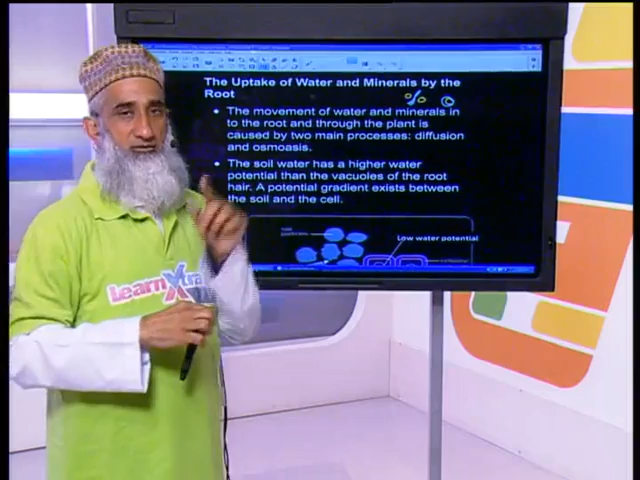 The Uptake of Water and Minerals by the
Root
• The movement of water and minerals in
to the root and through the plant is
caused by two main processes: diffusion
and osmoasis.
• The soil water has a higher water
potential than the vacuoles of the root
hair. A potential gradient exists between
the soil and the cell.
Low water potential
Learn Xtra